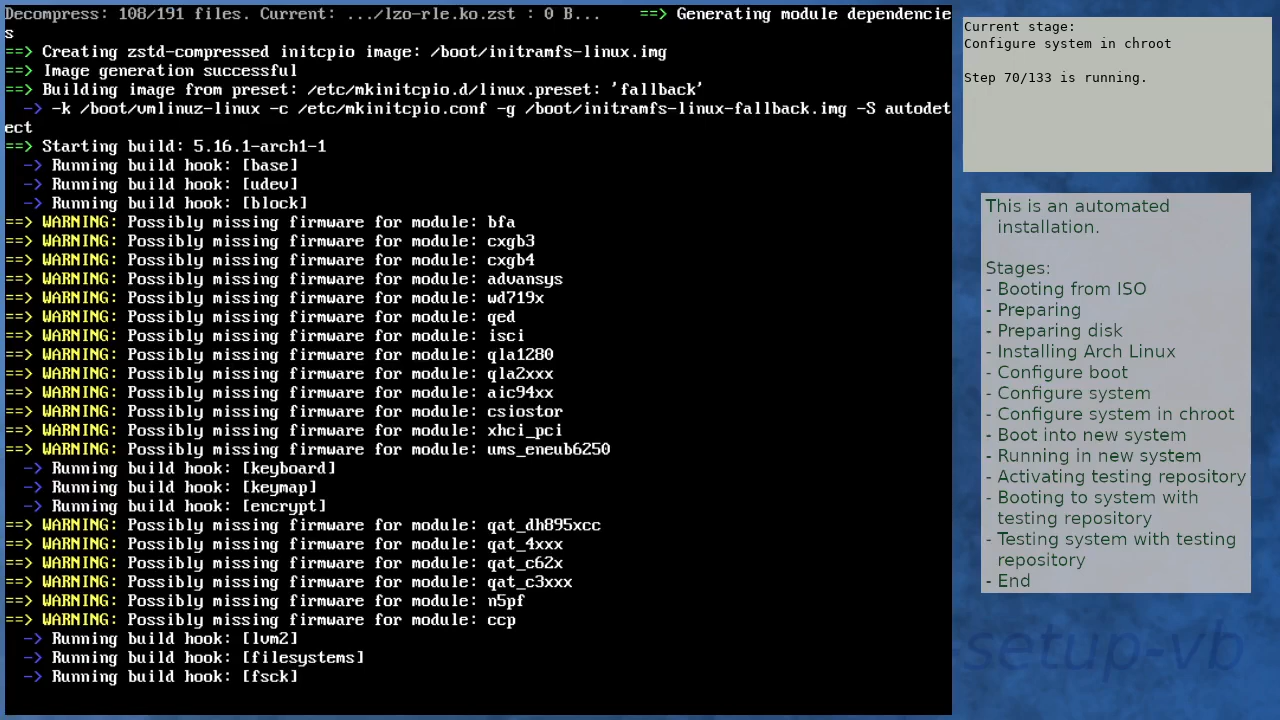 Decompress: 108/191 files. Current: .../lzo-rle.ko.zst : 0 B...    ==> Generating module dependencie
s
==> Creating zstd-compressed initcpio image: /boot/initramfs-linux.img
==> Image generation successful
==> Building image from preset: /etc/mkinitcpio.d/linux.preset: 'fallback'
  -> -k /boot/vmlinuz-linux -c /etc/mkinitcpio.conf -g /boot/initramfs-linux-fallback.img -S autodet
ect
==> Starting build: 5.16.1-arch1-1
  -> Running build hook: [base]
  -> Running build hook: [udev]
  -> Running build hook: [block]
==> WARNING: Possibly missing firmware for module: bfa
==> WARNING: Possibly missing firmware for module: cxgb3
==> WARNING: Possibly missing firmware for module: cxgb4
==> WARNING: Possibly missing firmware for module: advansys
==> WARNING: Possibly missing firmware for module: wd719x
==> WARNING: Possibly missing firmware for module: qed
==> WARNING: Possibly missing firmware for module: isci
==> WARNING: Possibly missing firmware for module: qla1280
==> WARNING: Possibly missing firmware for module: qla2xxx
==> WARNING: Possibly missing firmware for module: aic94xx
==> WARNING: Possibly missing firmware for module: csiostor
==> WARNING: Possibly missing firmware for module: xhci_pci
==> WARNING: Possibly missing firmware for module: ums_eneub6250
  -> Running build hook: [keyboard]
  -> Running build hook: [keymap]
  -> Running build hook: [encrypt]
==> WARNING: Possibly missing firmware for module: qat_dh895xcc
==> WARNING: Possibly missing firmware for module: qat_4xxx
==> WARNING: Possibly missing firmware for module: qat_c62x
==> WARNING: Possibly missing firmware for module: qat_c3xxx
==> WARNING: Possibly missing firmware for module: n5pf
==> WARNING: Possibly missing firmware for module: ccp
  -> Running build hook: [lvm2]
  -> Running build hook: [filesystems]
  -> Running build hook: [fsck]
Current stage:
Configure system in chroot
Step 70/133 is running.
This is an automated
installation.
Stages:
- Booting from ISO
- Preparing
- Preparing disk
- Installing Arch Linux
- Configure boot
- Configure system
- Configure system in chroot
- Boot into new system
- Running in new system
- Activating testing repository
- Booting to system with
testing repository
- Testing system with testing
repository
- End
-setup-vb